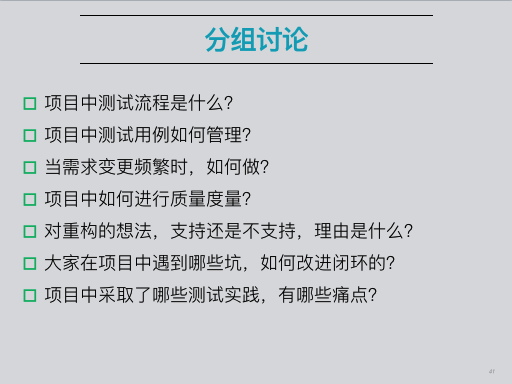 分组讨论
项目中测试流程是什么?
项目中测试用例如何管理?
当需求变更频繁时，如何做?
项目中如何进行质量度量?
对重构的想法，支持还是不支持，理由是什么?
大家在项目中遇到哪些坑，如何改进闭环的?
项目中采取了哪些测试实践，有哪些痛点?
41